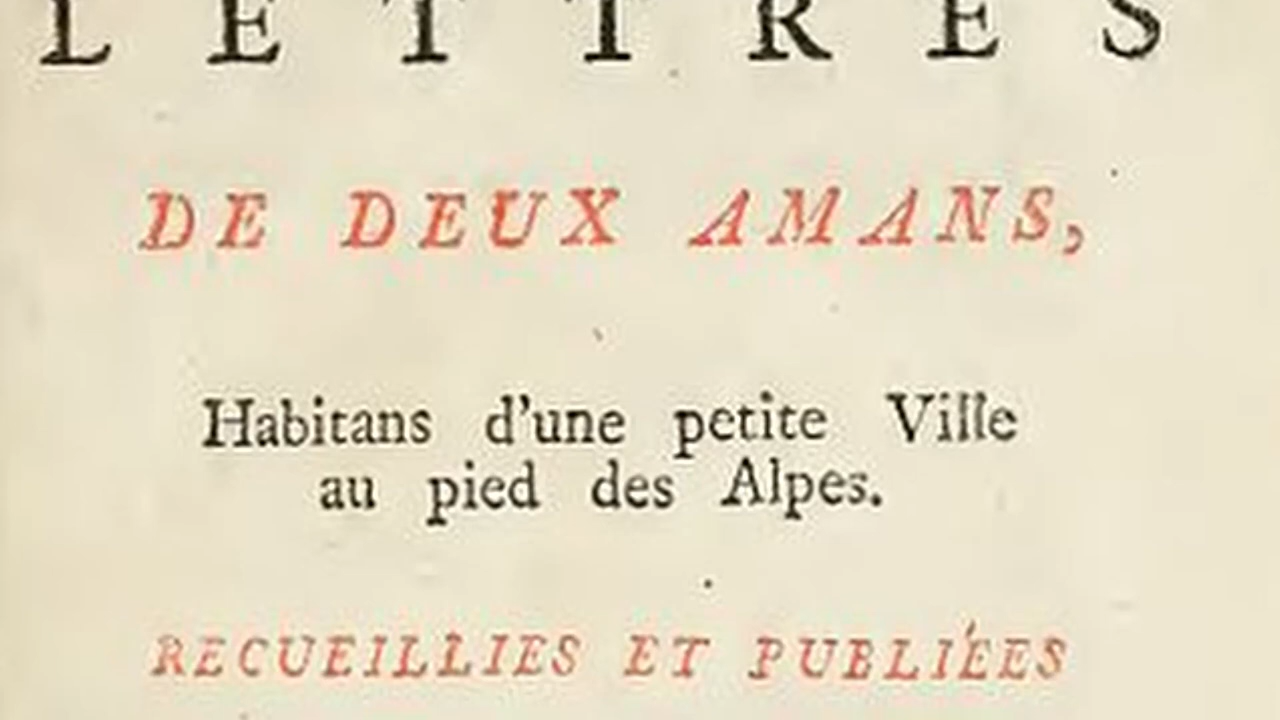 LETTRES
DE DEUX AMANS,
Habitans d'une petite Ville
au pied des Alpes.
RECUEILLIES ET PUBLIÉES